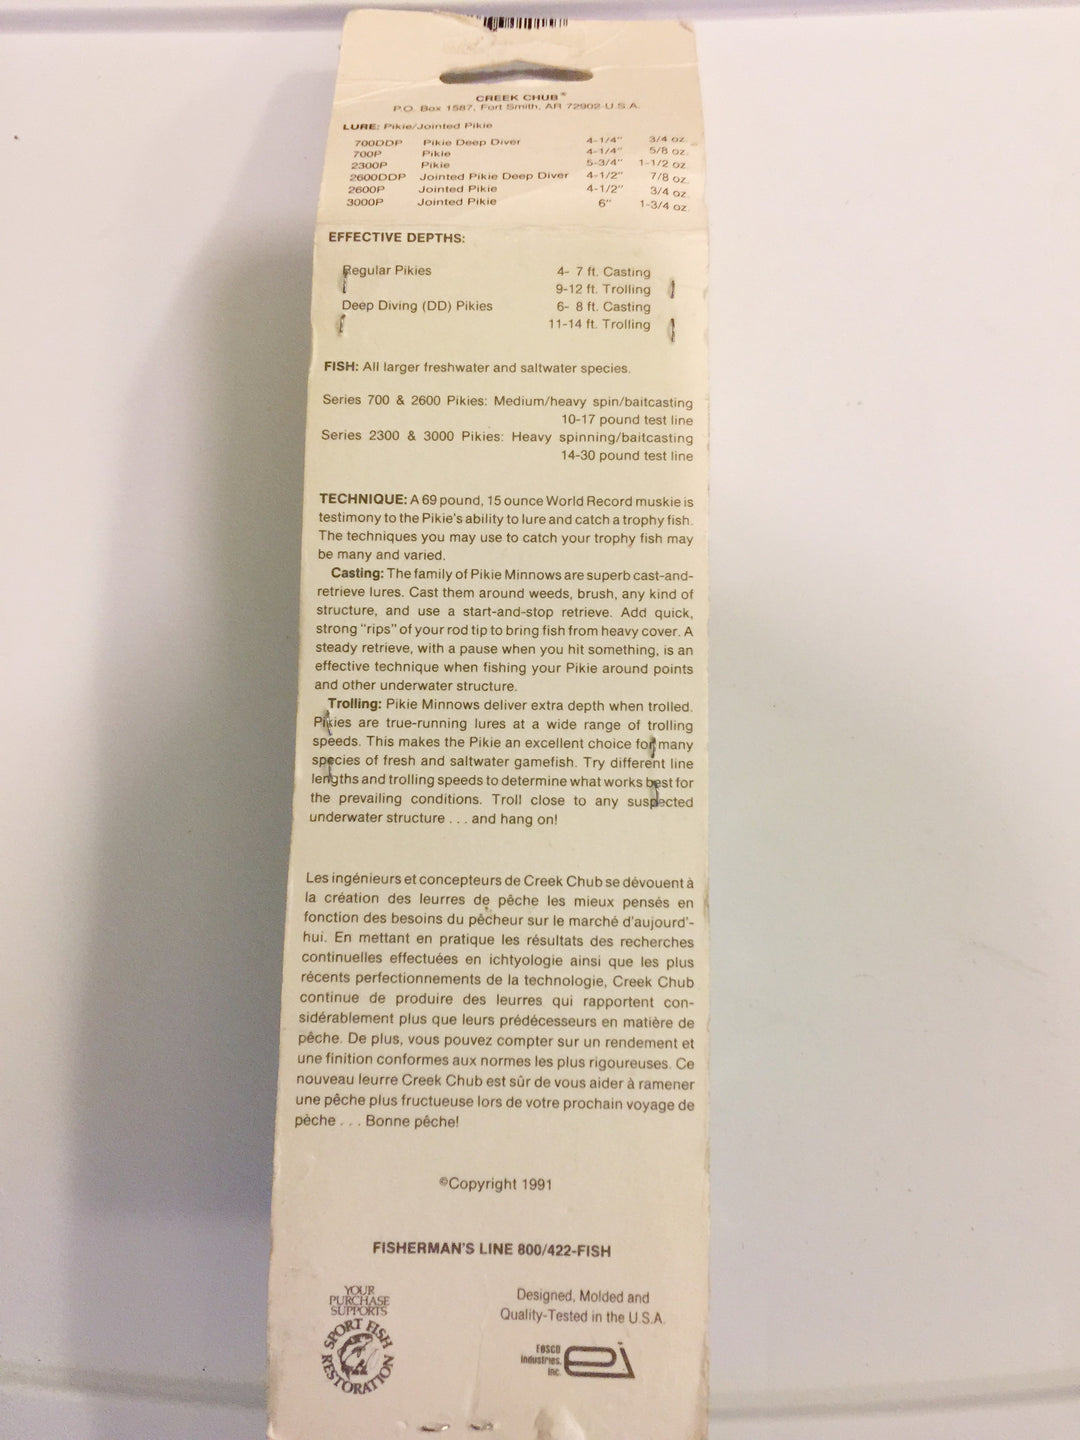 CREEK CHUB®
P.O. Box 1587, Fort Smith, AR 72902 U.S.A.
LURE: Pikie/Jointed Pikie
700DDP Pikie Deep Diver 4-1/4" 3/4 oz.
700P Pikie 4-1/4" 5/8 oz.
2300P Pikie 5-3/4" 1-1/2 oz.
2600DDP Jointed Pikie Deep Diver 4-1/2" 7/8 oz.
2600P Jointed Pikie 4-1/2" 3/4 oz.
3000P Jointed Pikie 6" 1-3/4 oz.
EFFECTIVE DEPTHS:
Regular Pikies 4- 7 ft. Casting
9-12 ft. Trolling
Deep Diving (DD) Pikies 6- 8 ft. Casting
11-14 ft. Trolling
FISH: All larger freshwater and saltwater species.
Series 700 & 2600 Pikies: Medium/heavy spin/baitcasting
10-17 pound test line
Series 2300 & 3000 Pikies: Heavy spinning/baitcasting
14-30 pound test line
TECHNIQUE: A 69 pound, 15 ounce World Record muskie is
testimony to the Pikie's ability to lure and catch a trophy fish.
The techniques you may use to catch your trophy fish may
be many and varied.
Casting: The family of Pikie Minnows are superb cast-and-
retrieve lures. Cast them around weeds, brush, any kind of
structure, and use a start-and-stop retrieve. Add quick,
strong "rips" of your rod tip to bring fish from heavy cover. A
steady retrieve, with a pause when you hit something, is an
effective technique when fishing your Pikie around points
and other underwater structure.
Trolling: Pikie Minnows deliver extra depth when trolled.
Pikies are true-running lures at a wide range of trolling
speeds. This makes the Pikie an excellent choice for many
species of fresh and saltwater gamefish. Try different line
lengths and trolling speeds to determine what works best for
the prevailing conditions. Troll close to any suspected
underwater structure . . . and hang on!
Les ingénieurs et concepteurs de Creek Chub se dévouent à
la création des leurres de pêche les mieux pensés en
fonction des besoins du pêcheur sur le marché d'aujourd'-
hui. En mettant en pratique les résultats des recherches
continuelles effectuées en ichtyologie ainsi que les plus
récents perfectionnements de la technologie, Creek Chub
continue de produire des leurres qui rapportent con-
sidérablement plus que leurs prédécesseurs en matière de
pêche. De plus, vous pouvez compter sur un rendement et
une finition conformes aux normes les plus rigoureuses. Ce
nouveau leurre Creek Chub est sûr de vous aider à ramener
une pêche plus fructueuse lors de votre prochain voyage de
pêche . . . Bonne pêche!
©Copyright 1991
FISHERMAN'S LINE 800/422-FISH
YOUR
PURCHASE
SUPPORTS
SPORT FISH
RESTORATION
Designed, Molded and
Quality-Tested in the U.S.A.
EBSCO
Industries,
Inc.
ei